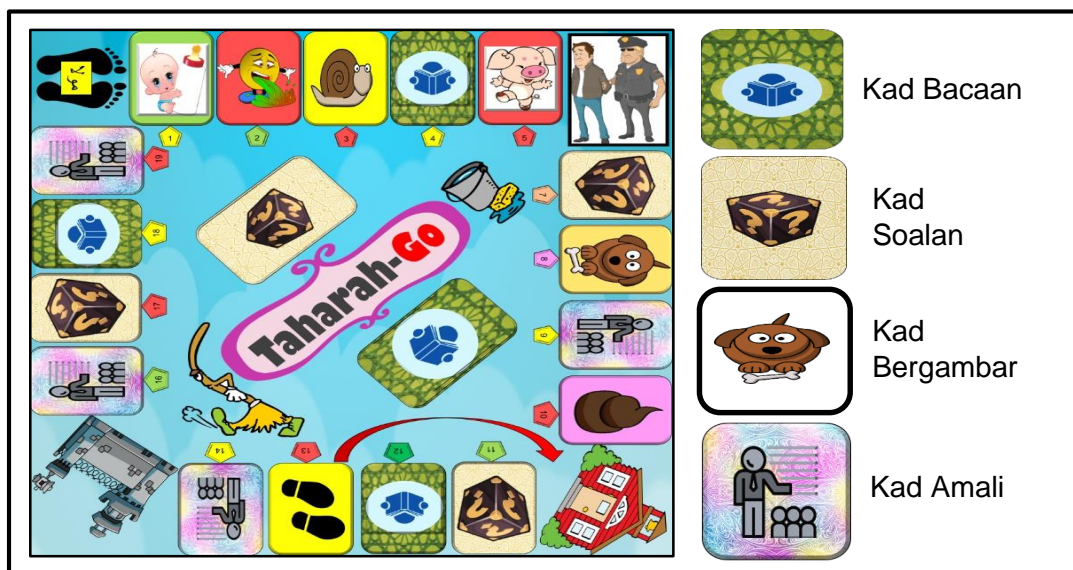 مولا
1 2 3 4 5
19
7
18
8
17
9
16
10
14 13 12 11
Taharah-Go
Kad Bacaan
Kad
Soalan
Kad
Bergambar
Kad Amali